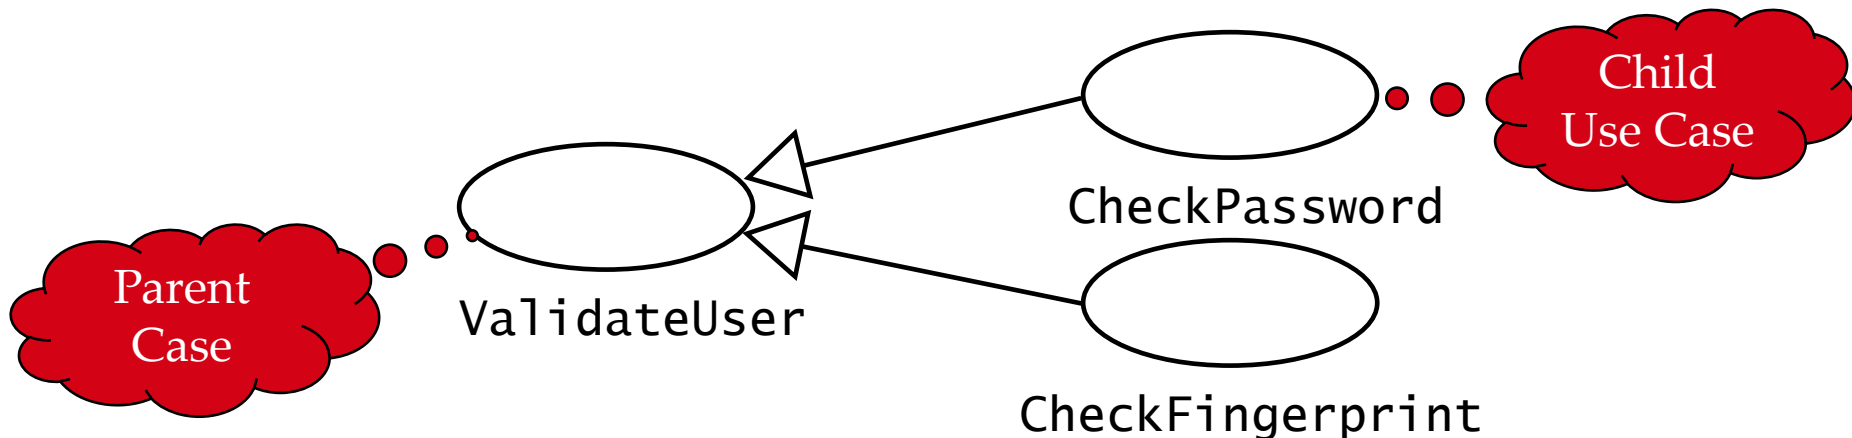 Child
Use Case
CheckPassword
Parent
Case
ValidateUser
CheckFingerprint